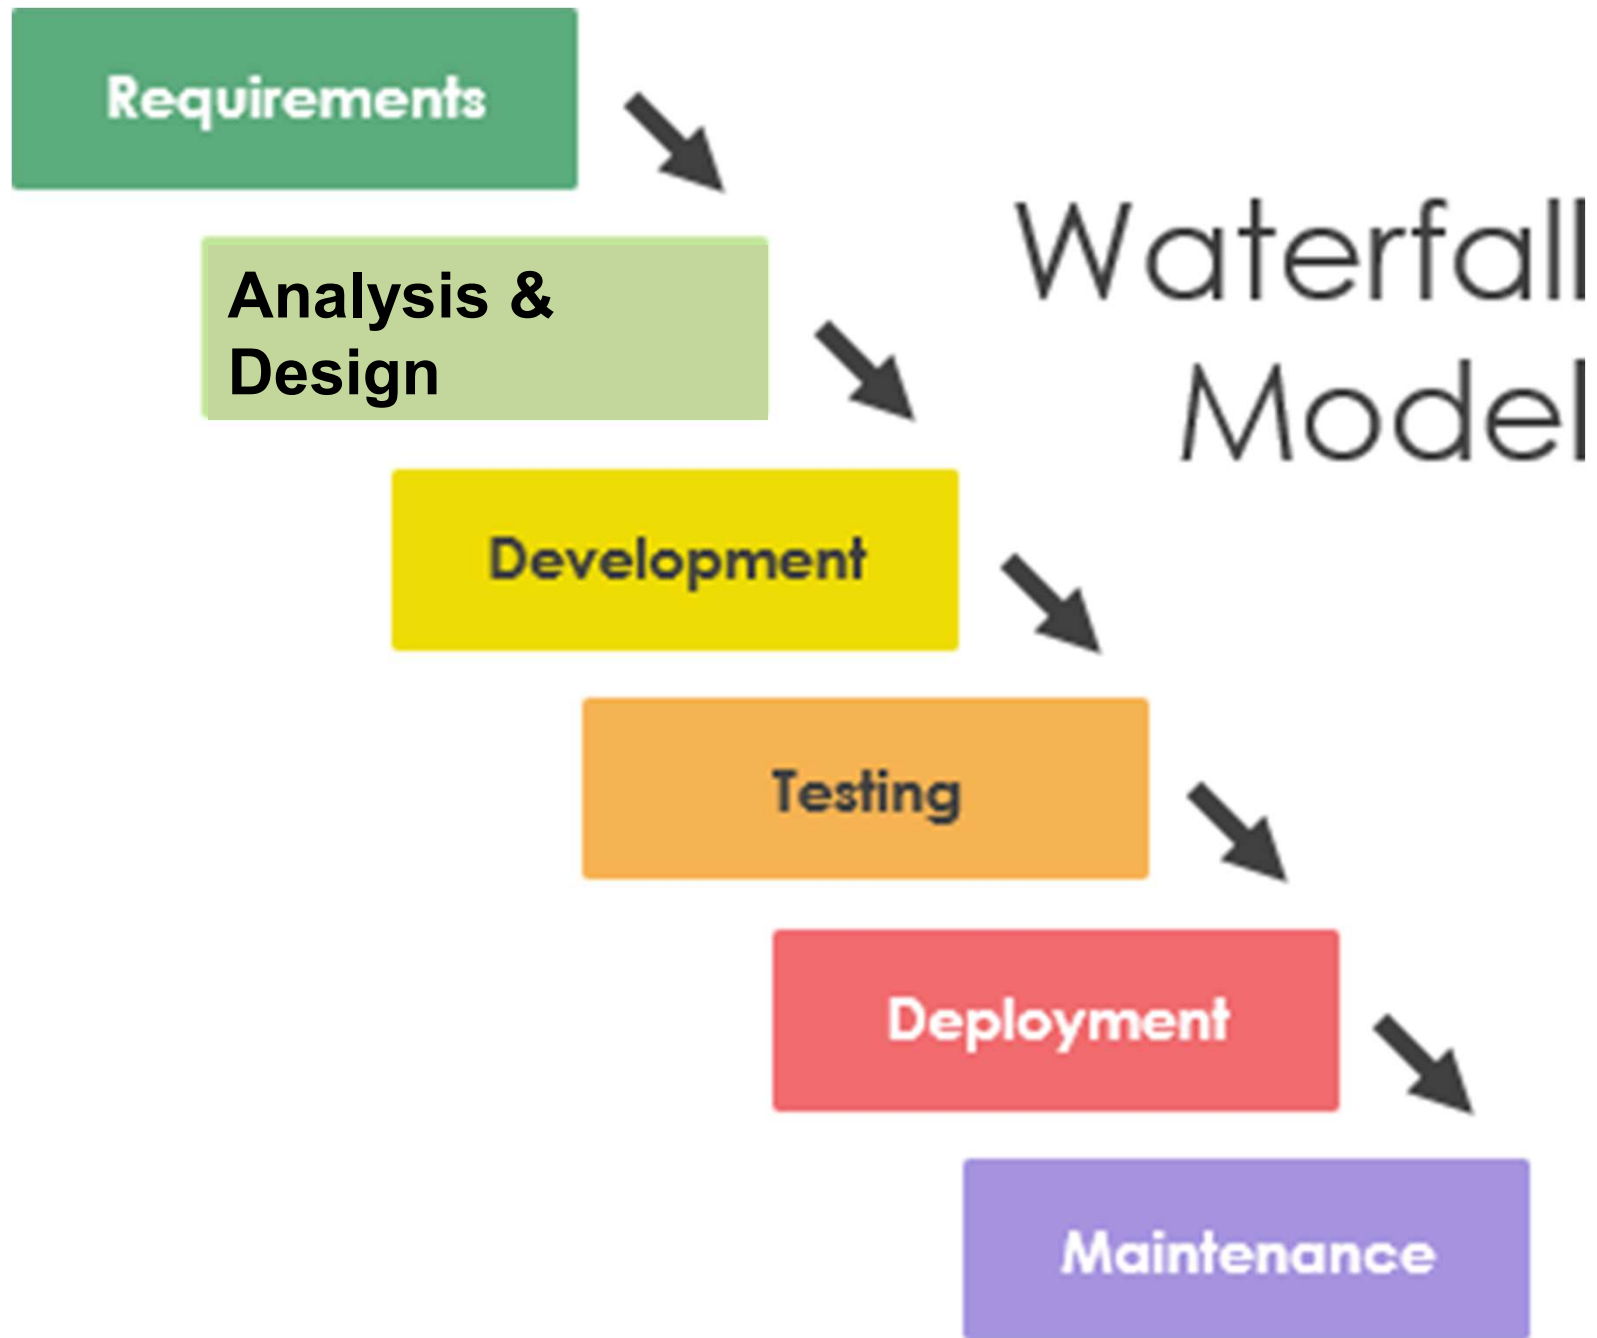 Requirements
Waterfall
Model
Analysis &
Design
Development
Testing
Deployment
Maintenance